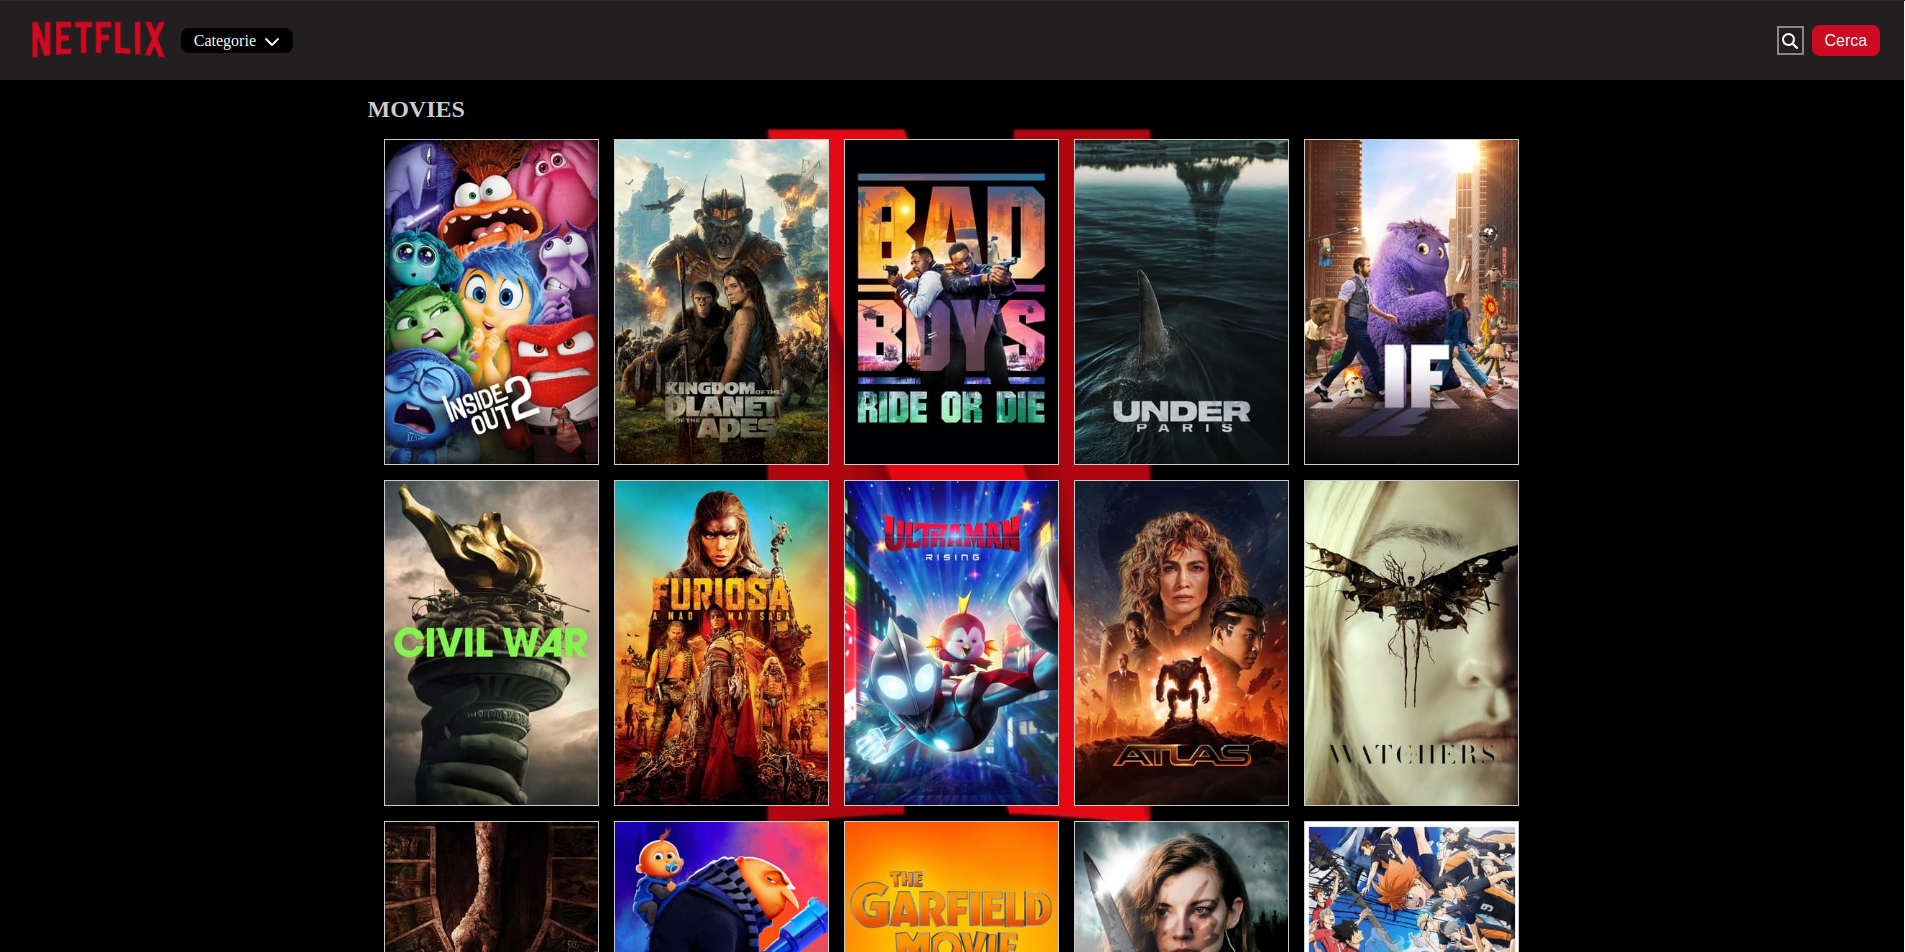 NETFLIX
Categorie
Cerca
MOVIES
INSIDE
OUT 2
KINGDOM OF THE
PLANET
OF THE APES
BAD
BOYS
RIDE OR DIE
UNDER
PARIS
IF
CIVIL WAR
FURIOSA
A MAD MAX SAGA
ULTRAMAN
RISING
ATLAS
WATCHERS
THE
GARFIELD
MOVIE